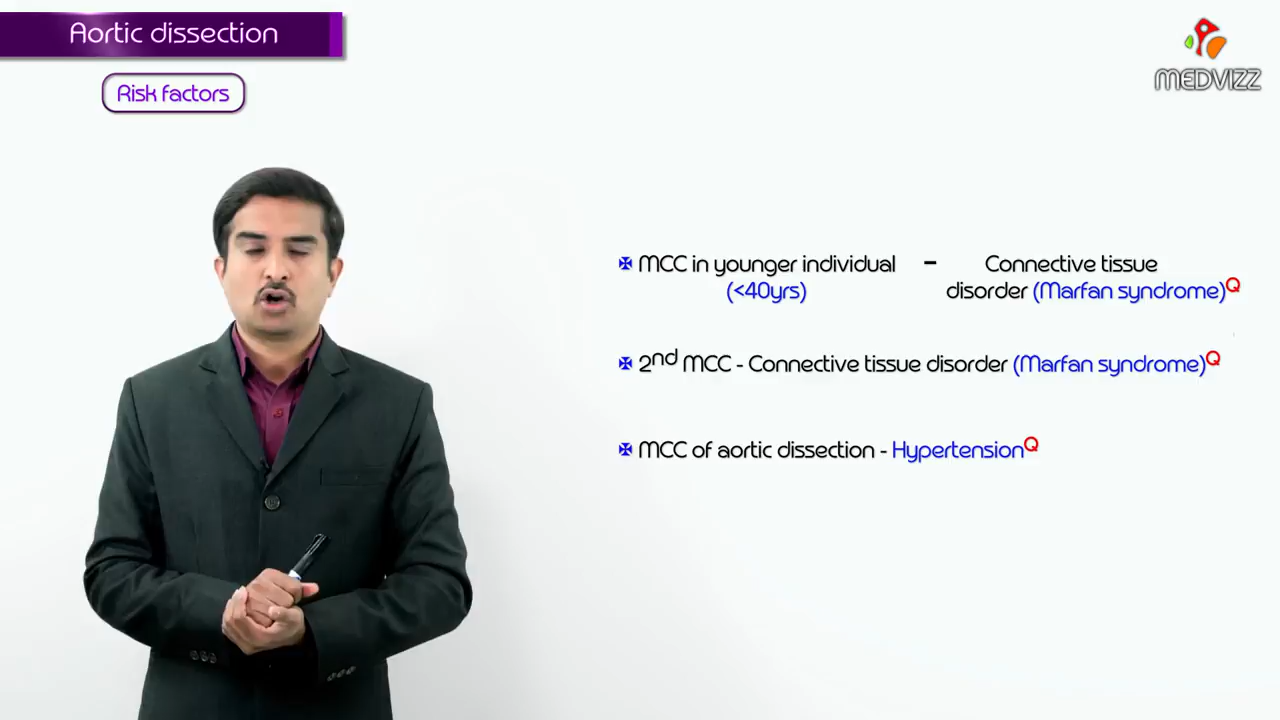 Aortic dissection
MEDVIZZ
Risk factors
✠ MCC in younger individual - Connective tissue
(<40yrs) disorder (Marfan syndrome)Q
✠ 2nd MCC - Connective tissue disorder (Marfan syndrome)Q
✠ MCC of aortic dissection - HypertensionQ